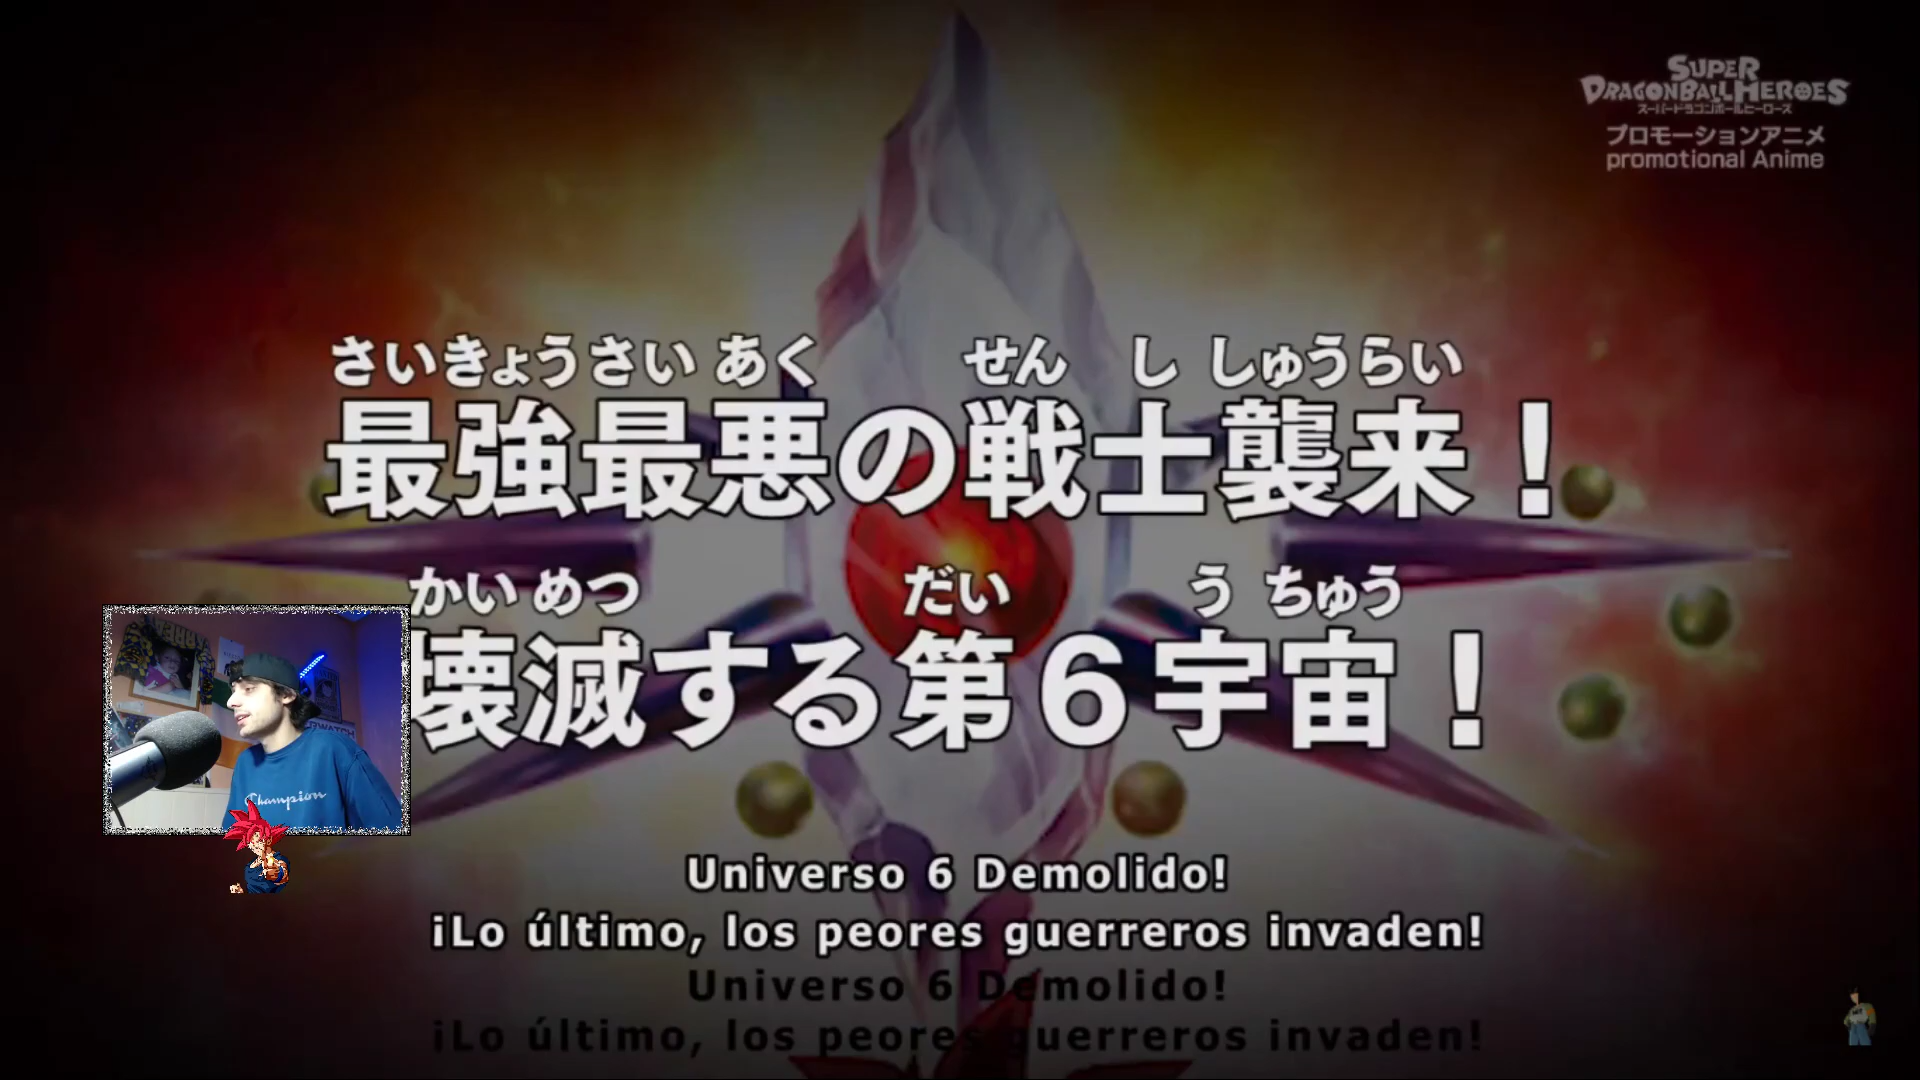 SUPER
DRAGONBALL HEROES
スーパードラゴンボールヒーローズ
プロモーションアニメ
promotional Anime
さいきょうさいあく せんし しゅうらい
最強最悪の戦士襲来！
かいめつ だい うちゅう
壊滅する第６宇宙！
Champion
Universo 6 Demolido!
¡Lo último, los peores guerreros invaden!
Universo 6 Demolido!
¡Lo último, los peores guerreros invaden!